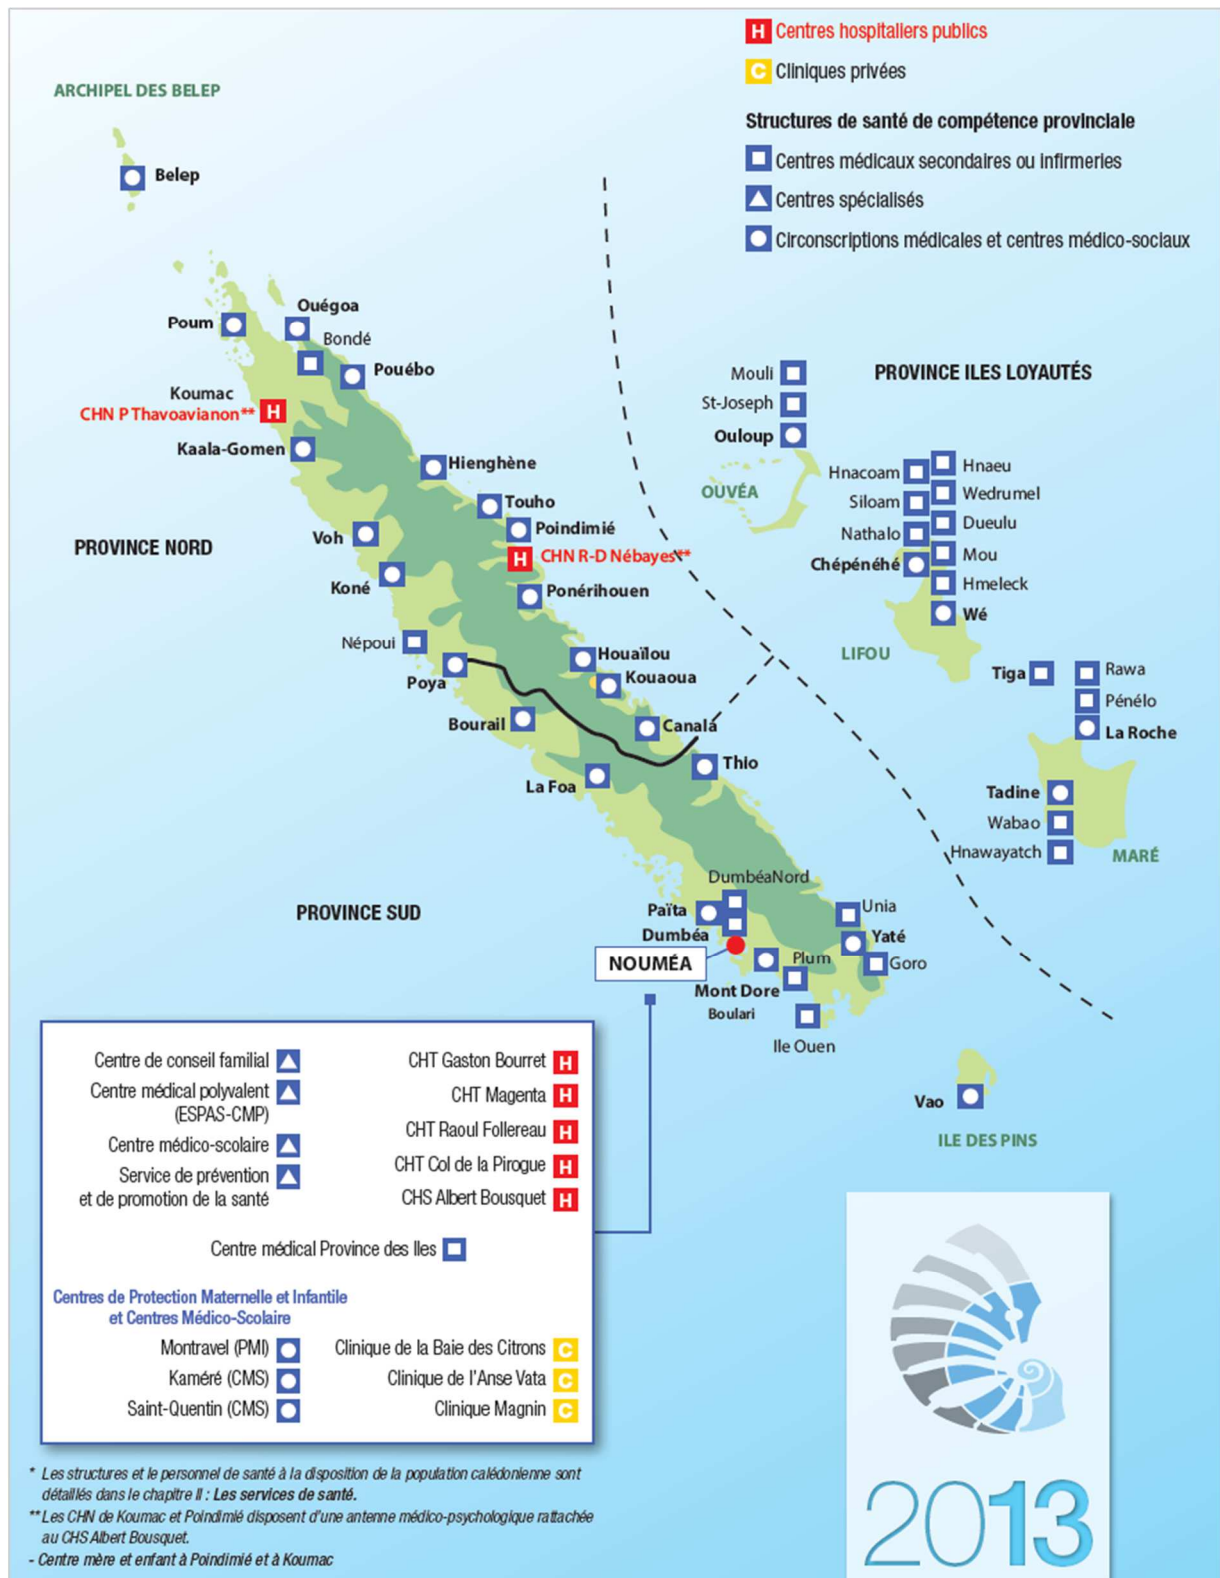 H Centres hospitaliers publics
C Cliniques privées
Structures de santé de compétence provinciale
Centres médicaux secondaires ou infirmeries
Centres spécialisés
Circonscriptions médicales et centres médico-sociaux
ARCHIPEL DES BELEP
Belep
Ouégoa
Poum
Bondé
Pouébo
Koumac
CHN P Thavoavianon** H
Kaala-Gomen
Hienghène
Touho
Poindimié
H CHN R-D Nébayes**
Voh
PROVINCE NORD
Koné
Ponérihouen
Népoui
Houaïlou
Kouaoua
Poya
Bourail
Canala
Thio
La Foa
PROVINCE ILES LOYAUTÉS
Mouli
St-Joseph
Ouloup
OUVÉA
Hnacoam
Hnaeu
Siloam
Wedrumel
Nathalo
Dueulu
Chépénéhé
Mou
Hmeleck
Wé
LIFOU
Tiga
Rawa
Pénélo
La Roche
Tadine
Wabao
Hnawayatch
MARÉ
PROVINCE SUD
DumbéaNord
Païta
Dumbéa
NOUMÉA
Unia
Yaté
Goro
Plum
Mont Dore
Boulari
Ile Ouen
Vao
ILE DES PINS
Centre de conseil familial
Centre médical polyvalent
(ESPAS-CMP)
Centre médico-scolaire
Service de prévention
et de promotion de la santé
CHT Gaston Bourret H
CHT Magenta H
CHT Raoul Follereau H
CHT Col de la Pirogue H
CHS Albert Bousquet H
Centre médical Province des Iles
Centres de Protection Maternelle et Infantile
et Centres Médico-Scolaire
Montravel (PMI)
Kaméré (CMS)
Saint-Quentin (CMS)
Clinique de la Baie des Citrons C
Clinique de l'Anse Vata C
Clinique Magnin C
* Les structures et le personnel de santé à la disposition de la population calédonienne sont
détaillés dans le chapitre II : Les services de santé.
** Les CHN de Koumac et Poindimié disposent d'une antenne médico-psychologique rattachée
au CHS Albert Bousquet.
- Centre mère et enfant à Poindimié et à Koumac
2013